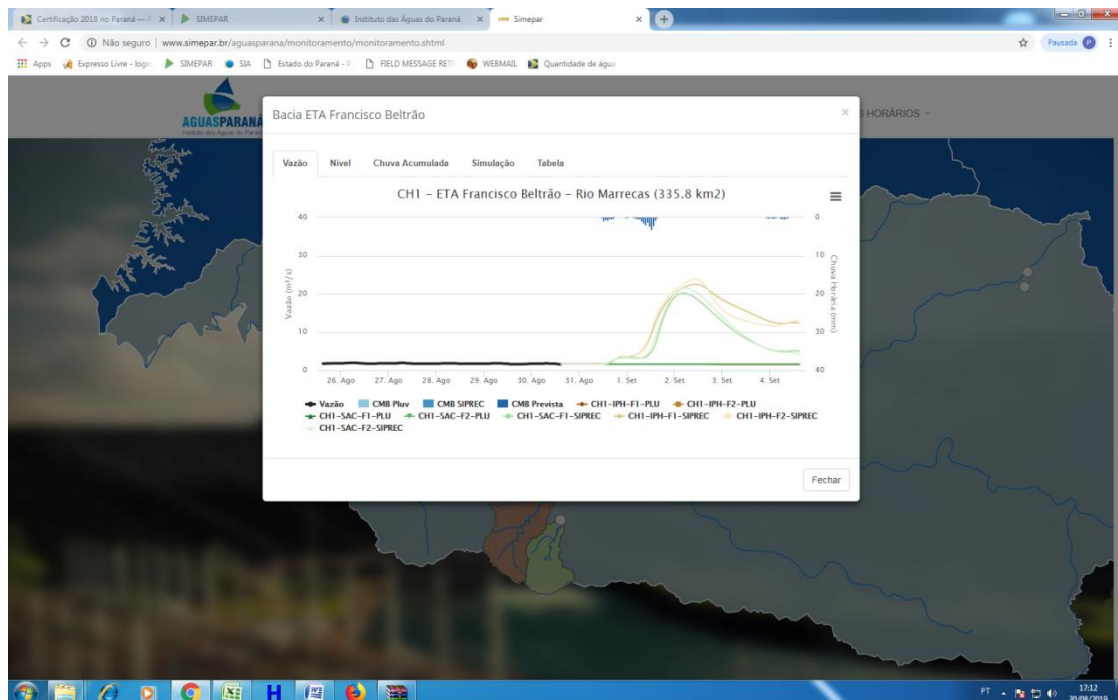 Certificação 2018 no Paraná — P
SIMEPAR
Instituto das Águas do Paraná
Simepar
Não seguro | www.simepar.br/aguasparana/monitoramento/monitoramento.shtml
Pausada P
Apps
Expresso Livre - login
SIMEPAR
SIA
Estado do Paraná - P
FIELD MESSAGE RETI
WEBMAIL
Quantidade de água
AGUASPARANÁ
S HORÁRIOS
Bacia ETA Francisco Beltrão
×
Vazão Nível Chuva Acumulada Simulação Tabela
CH1 - ETA Francisco Beltrão - Rio Marrecas (335.8 km2)
Vazão (m³/s)
40
30
20
10
0
Chuva Horária (mm)
0
10
20
30
40
26. Ago 27. Ago 28. Ago 29. Ago 30. Ago 31. Ago 1. Set 2. Set 3. Set 4. Set
Vazão CMB Pluv CMB SIPREC CMB Prevista CH1-IPH-F1-PLU CH1-IPH-F2-PLU
CH1-SAC-F1-PLU CH1-SAC-F2-PLU CH1-SAC-F1-SIPREC CH1-IPH-F1-SIPREC CH1-IPH-F2-SIPREC
CH1-SAC-F2-SIPREC
Fechar
H
PT 17:12
30/08/2019